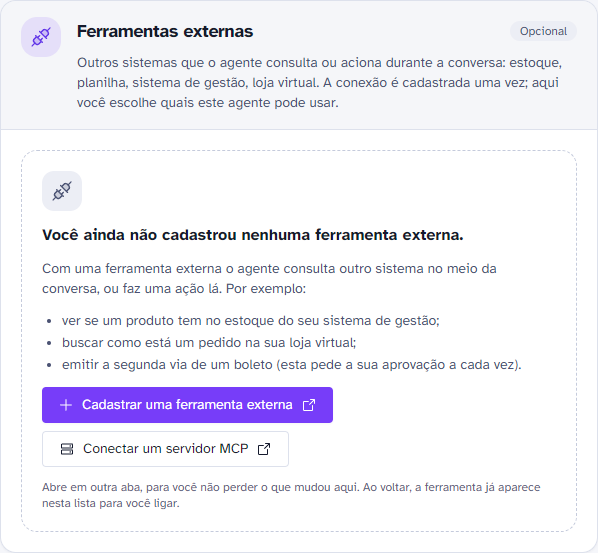 Ferramentas externas
Opcional
Outros sistemas que o agente consulta ou aciona durante a conversa: estoque,
planilha, sistema de gestão, loja virtual. A conexão é cadastrada uma vez; aqui
você escolhe quais este agente pode usar.
Você ainda não cadastrou nenhuma ferramenta externa.
Com uma ferramenta externa o agente consulta outro sistema no meio da
conversa, ou faz uma ação lá. Por exemplo:
• ver se um produto tem no estoque do seu sistema de gestão;
• buscar como está um pedido na sua loja virtual;
• emitir a segunda via de um boleto (esta pede a sua aprovação a cada vez).
Cadastrar uma ferramenta externa
Conectar um servidor MCP
Abre em outra aba, para você não perder o que mudou aqui. Ao voltar, a ferramenta já aparece
nesta lista para você ligar.